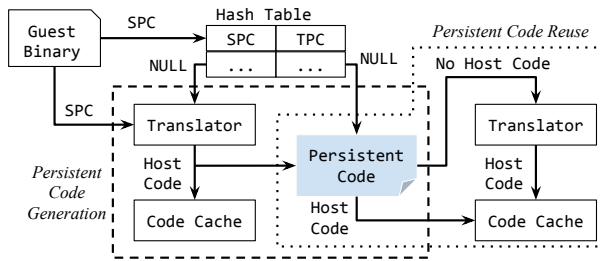 Guest
Binary
SPC
Hash Table
SPC TPC
... ...
Persistent Code Reuse
NULL
NULL
No Host Code
SPC
Translator
Translator
Persistent
Code
Generation
Host
Code
Persistent
Code
Host
Code
Code Cache
Host
Code
Code Cache